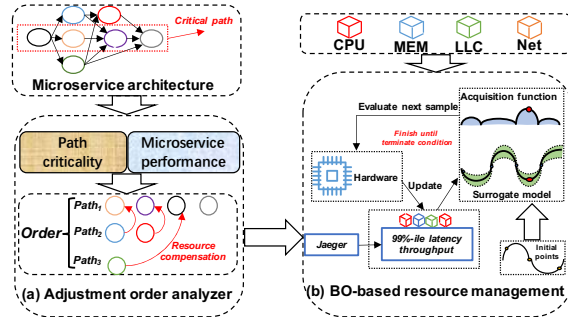 Critical path
Microservice architecture
Path
criticality
Microservice
performance
Order
Path1
Path2
Path3
Resource
compensation
(a) Adjustment order analyzer
CPU
MEM
LLC
Net
Evaluate next sample
Acquisition function
Finish until
terminate condition
Hardware
Update
Surrogate model
Jaeger
99%-ile latency
throughput
Initial
points
(b) BO-based resource management